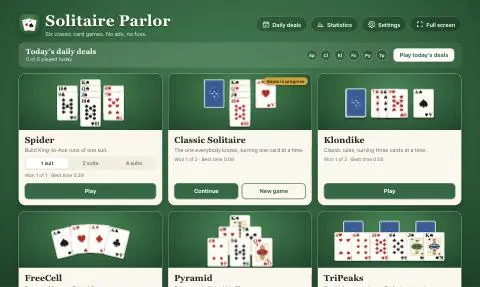 Solitaire Parlor
Six classic card games. No ads, no fuss.
Daily deals
Statistics
Settings
Full screen
Today's daily deals
0 of 6 played today
Sp
Cl
Kl
Fc
Py
Tp
Play today's deals
Game in progress
Spider
Build King-to-Ace runs of one suit.
1 suit
2 suits
4 suits
Won 1 of 1 · Best time 0:29
Play
Classic Solitaire
The one everybody knows, turning one card at a time.
Won 1 of 2 · Best time 0:09
Continue
New game
Klondike
Classic rules, turning three cards at a time.
Won 1 of 2 · Best time 0:05
Play
FreeCell
Pyramid
TriPeaks